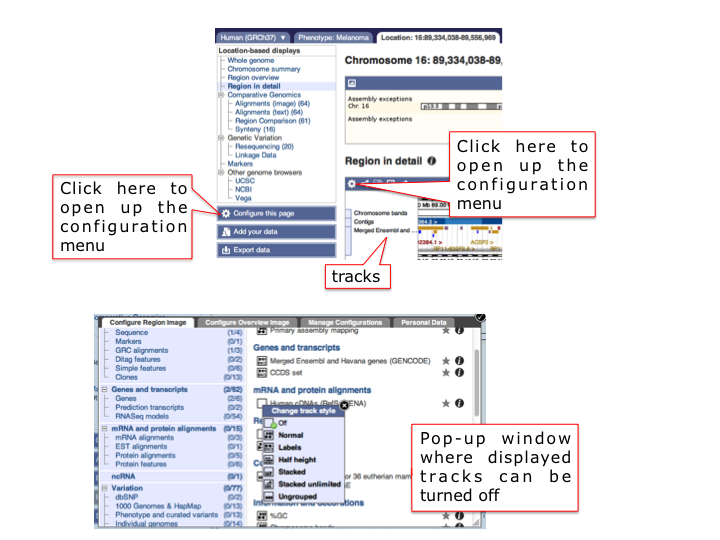 Human (GRCh37) ▼
Phenotype: Melanoma
Location: 16:89,334,038-89,556,969
Location-based displays
Whole genome
Chromosome summary
Region overview
Region in detail
Comparative Genomics
Alignments (image) (64)
Alignments (text) (64)
Region Comparison (61)
Synteny (16)
Genetic Variation
Resequencing (20)
Linkage Data
Markers
Other genome browsers
UCSC
NCBI
Vega
Configure this page
Add your data
Export data
Chromosome 16: 89,334,038-89,
Assembly exceptions
Chr. 16
p13.3
Assembly exceptions
Region in detail
Chromosome bands
Contigs
Merged Ensembl and ...
Mb 89.00
Click here to
open up the
configuration
menu
Click here to
open up the
configuration
menu
tracks
Configure Region Image
Configure Overview Image
Manage Configurations
Personal Data
Sequence (1/4)
Markers (0/1)
GRC alignments (1/3)
Ditag features (0/2)
Simple features (0/6)
Clones (0/13)
Genes and transcripts (2/62)
Genes (2/6)
Prediction transcripts (0/2)
RNASeq models (0/54)
mRNA and protein alignments (0/15)
mRNA alignments (0/3)
EST alignments (0/1)
Protein alignments (0/5)
Protein features (0/6)
ncRNA (0/1)
Variation (0/77)
dbSNP (0/2)
1000 Genomes & HapMap (0/13)
Phenotype and curated variants (0/13)
Individual genomes (0/14)
Primary assembly mapping
Genes and transcripts
Merged Ensembl and Havana genes (GENCODE)
CCDS set
mRNA and protein alignments
Human cDNAs (RefS
ENA)
Change track style
Off
Normal
Labels
Half height
Stacked
Stacked unlimited
Ungrouped
or 36 eutherian mam
Information and decorations
%GC
Pop-up window
where displayed
tracks can be
turned off